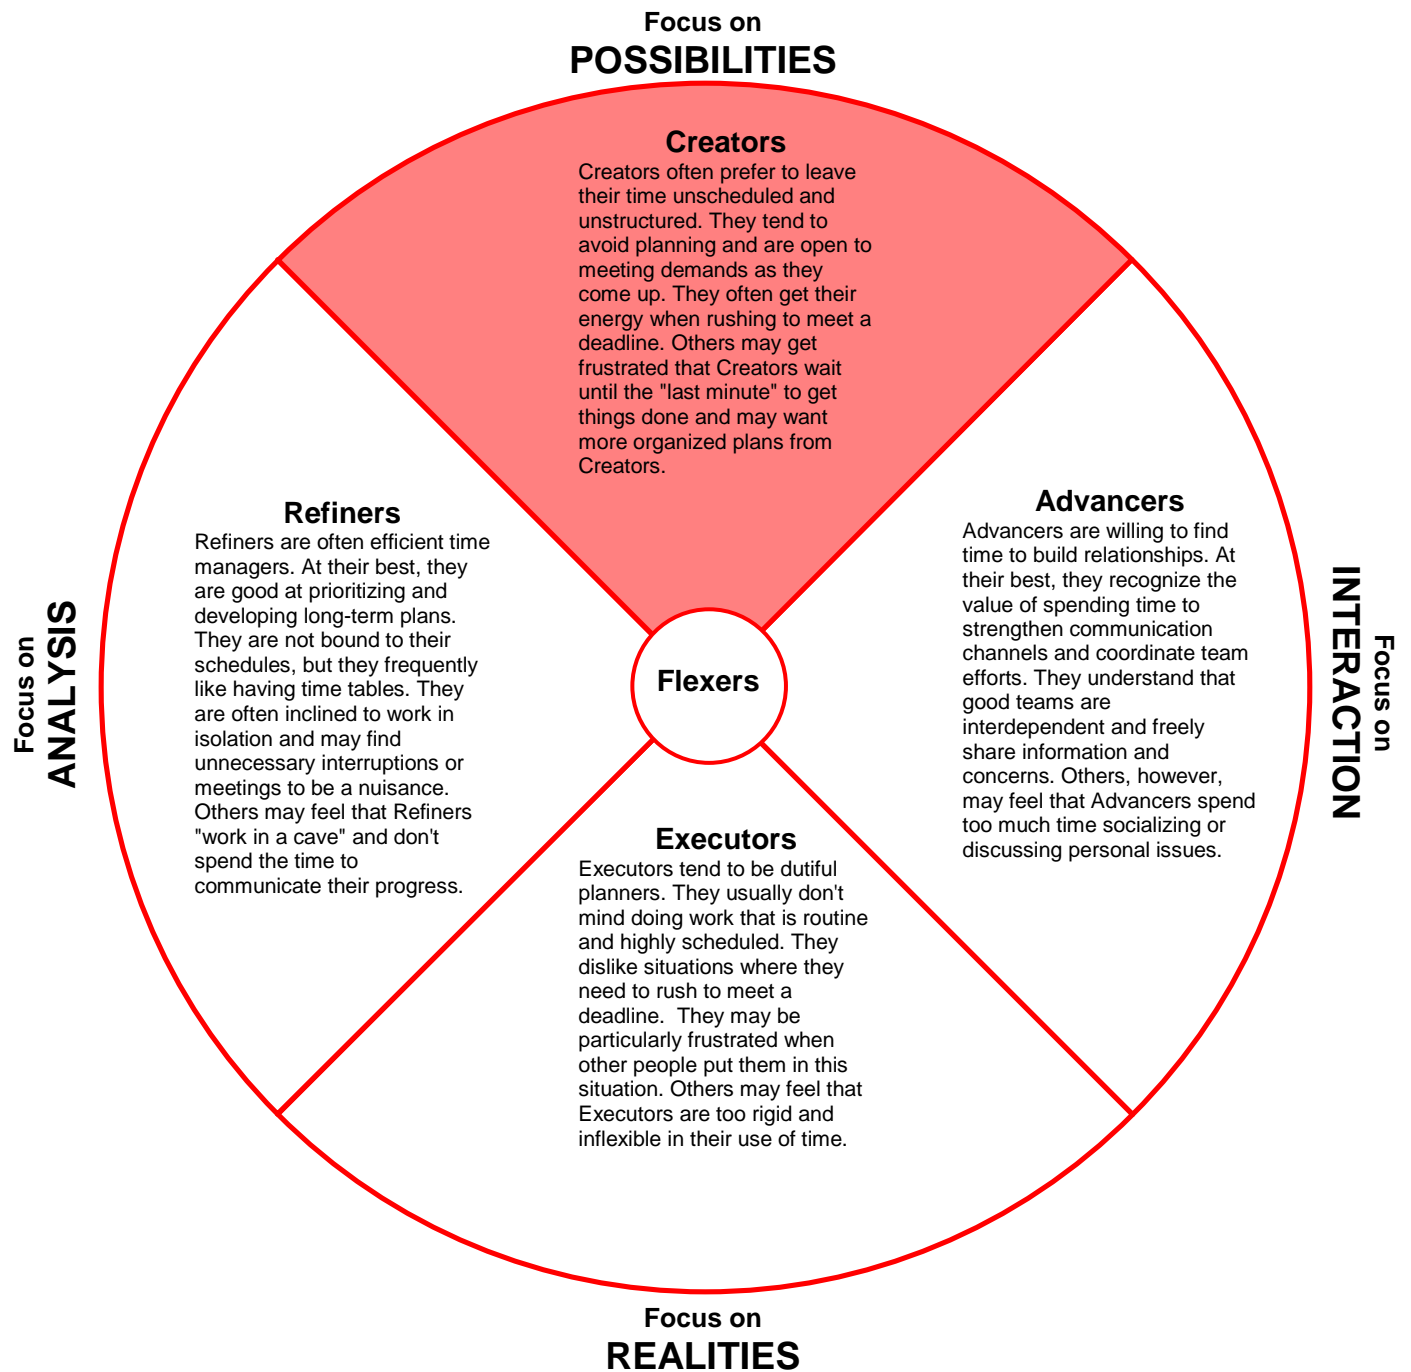 Focus on
POSSIBILITIES
Creators
Creators often prefer to leave
their time unscheduled and
unstructured. They tend to
avoid planning and are open to
meeting demands as they
come up. They often get their
energy when rushing to meet a
deadline. Others may get
frustrated that Creators wait
until the "last minute" to get
things done and may want
more organized plans from
Creators.
Focus on
ANALYSIS
Refiners
Refiners are often efficient time
managers. At their best, they
are good at prioritizing and
developing long-term plans.
They are not bound to their
schedules, but they frequently
like having time tables. They
are often inclined to work in
isolation and may find
unnecessary interruptions or
meetings to be a nuisance.
Others may feel that Refiners
"work in a cave" and don't
spend the time to
communicate their progress.
Flexers
Advancers
Advancers are willing to find
time to build relationships. At
their best, they recognize the
value of spending time to
strengthen communication
channels and coordinate team
efforts. They understand that
good teams are
interdependent and freely
share information and
concerns. Others, however,
may feel that Advancers spend
too much time socializing or
discussing personal issues.
Focus on
INTERACTION
Executors
Executors tend to be dutiful
planners. They usually don't
mind doing work that is routine
and highly scheduled. They
dislike situations where they
need to rush to meet a
deadline.  They may be
particularly frustrated when
other people put them in this
situation. Others may feel that
Executors are too rigid and
inflexible in their use of time.
Focus on
REALITIES